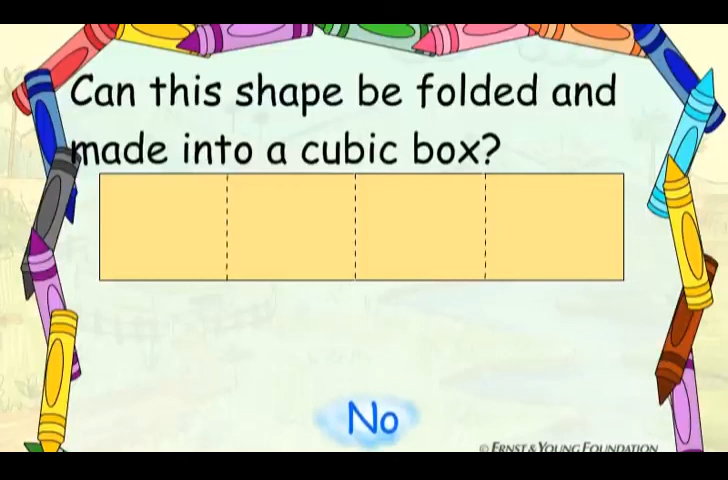 Can this shape be folded and
made into a cubic box?
No
© ERNST & YOUNG FOUNDATION